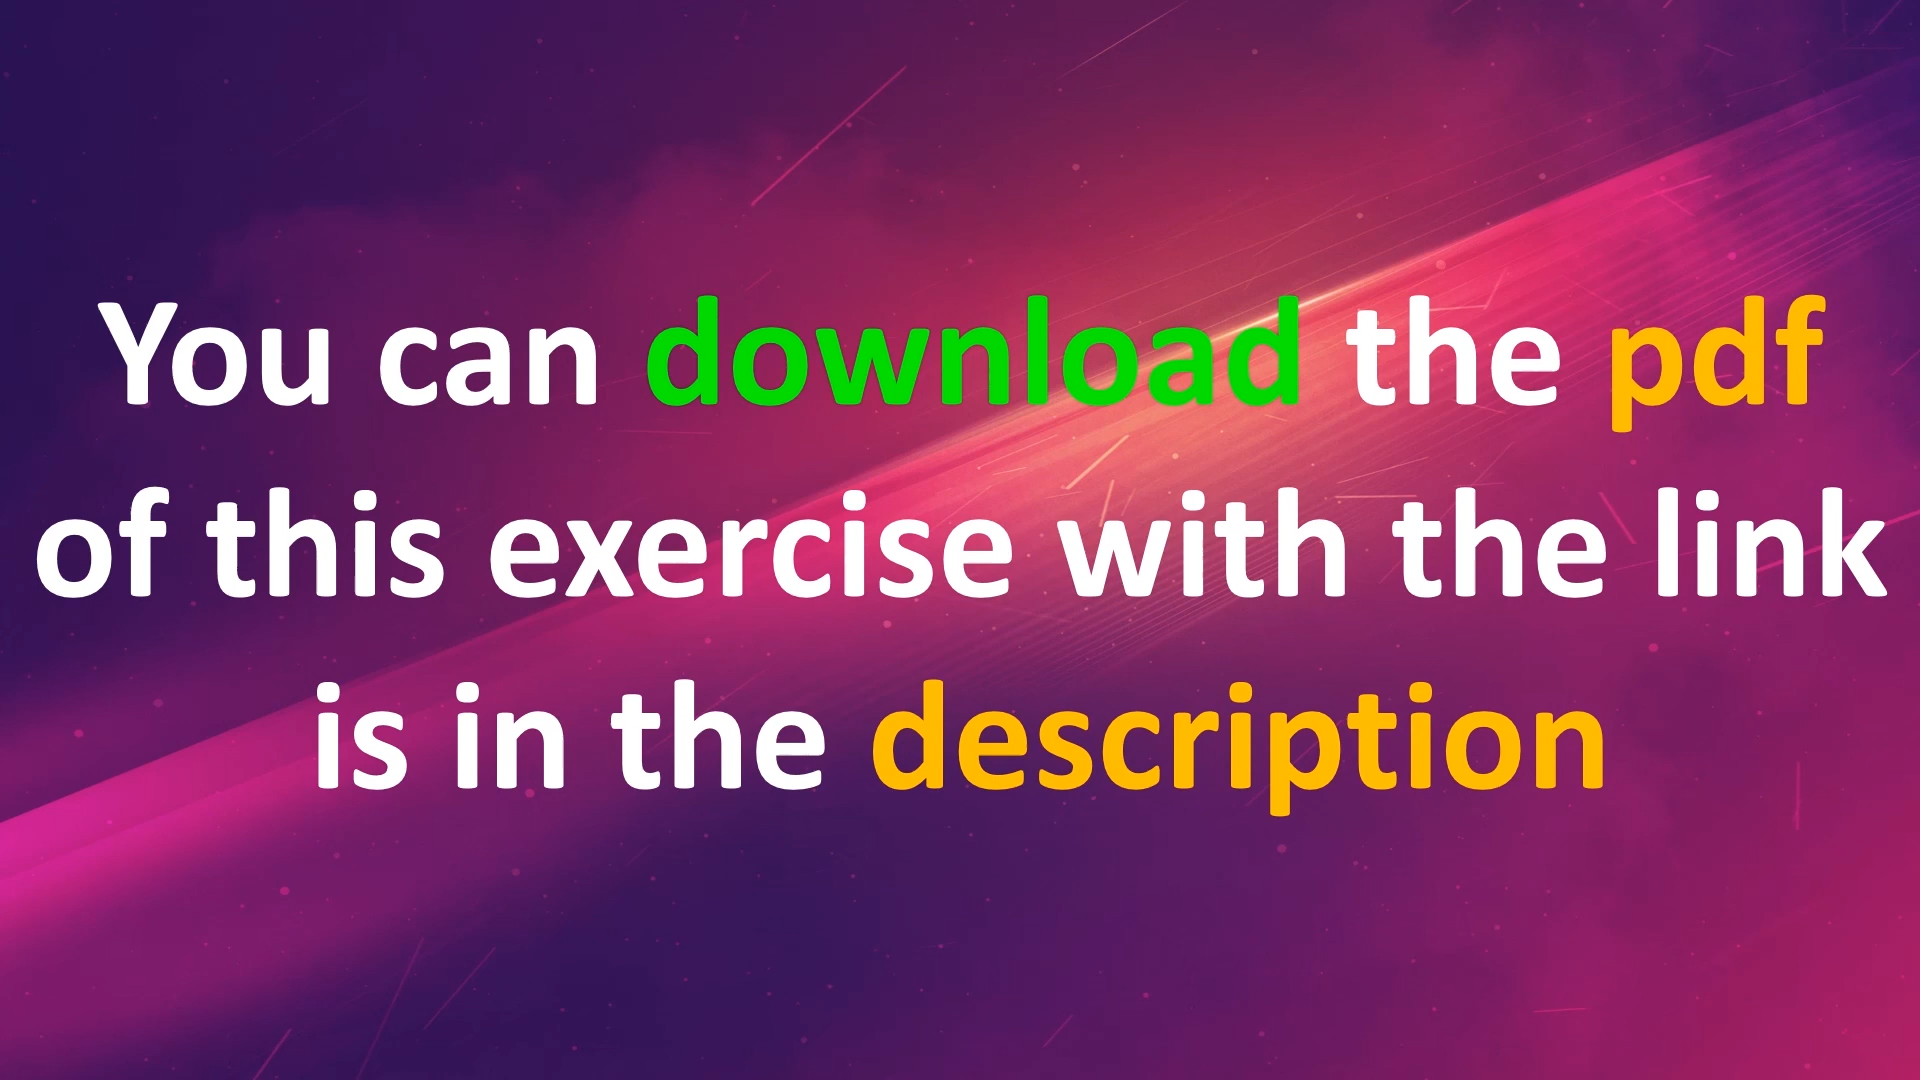 You can download the pdf
of this exercise with the link
is in the description